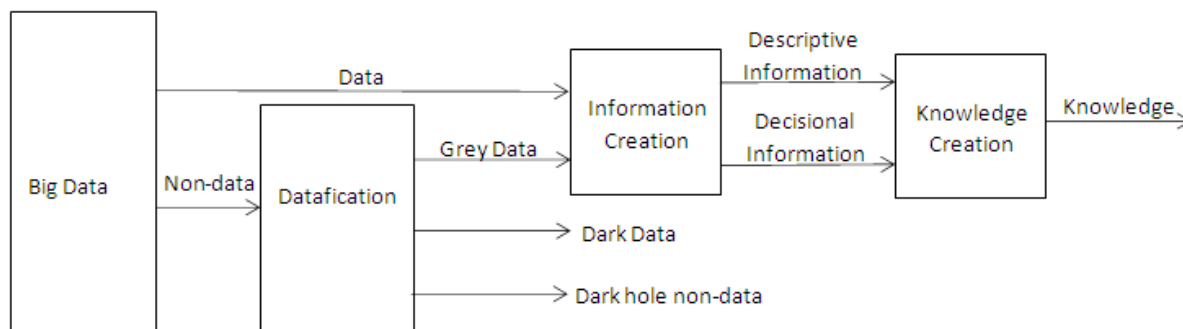 Big Data
Data
Non-data
Datafication
Grey Data
Dark Data
Dark hole non-data
Information
Creation
Descriptive
Information
Decisional
Information
Knowledge
Creation
Knowledge